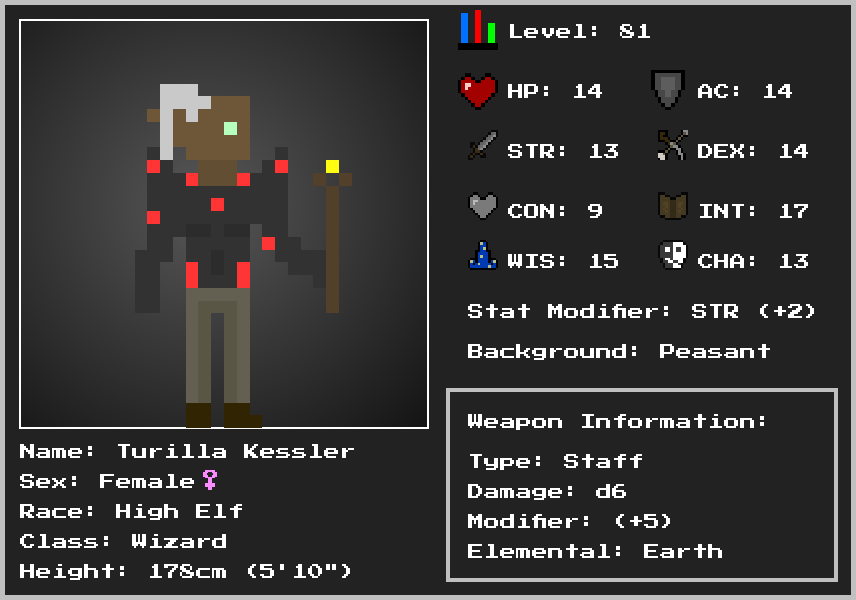 Level: 81
HP: 14 AC: 14
STR: 13 DEX: 14
CON: 9 INT: 17
WIS: 15 CHA: 13
Stat Modifier: STR (+2)
Background: Peasant
Weapon Information:
Type: Staff
Damage: d6
Modifier: (+5)
Elemental: Earth
Name: Turilla Kessler
Sex: Female♀
Race: High Elf
Class: Wizard
Height: 178cm (5'10")